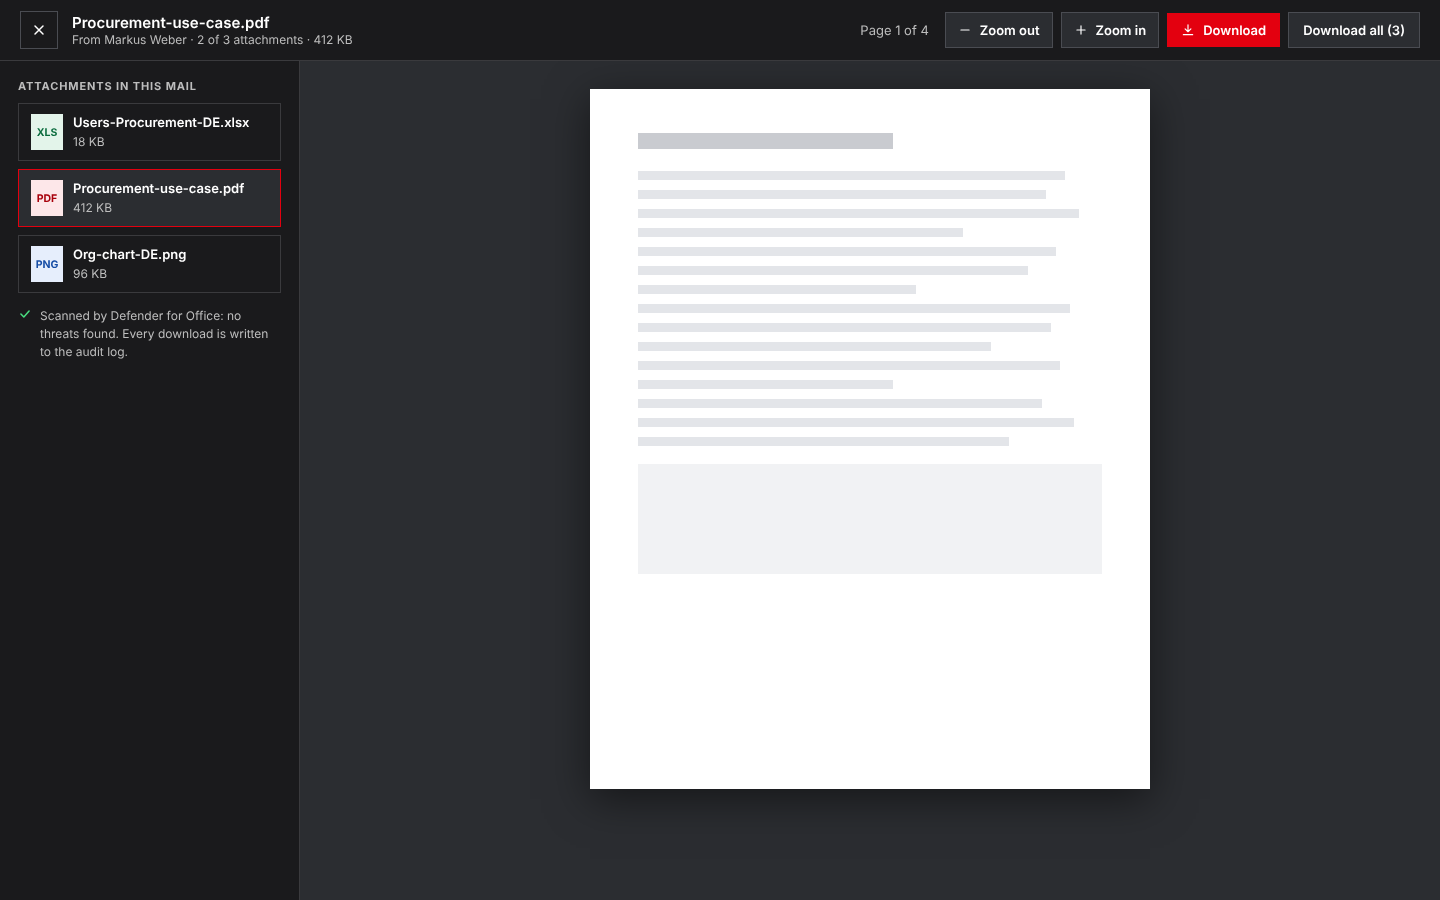 Procurement-use-case.pdf
From Markus Weber · 2 of 3 attachments · 412 KB
Page 1 of 4
Zoom out
Zoom in
Download
Download all (3)
ATTACHMENTS IN THIS MAIL
XLS
Users-Procurement-DE.xlsx
18 KB
PDF
Procurement-use-case.pdf
412 KB
PNG
Org-chart-DE.png
96 KB
Scanned by Defender for Office: no
threats found. Every download is written
to the audit log.